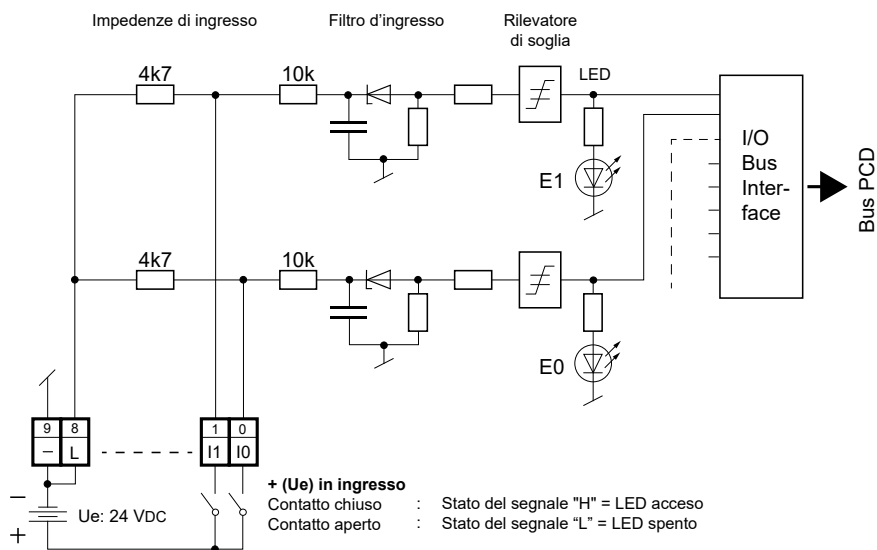 Impedenze di ingresso
Filtro d'ingresso
Rilevatore
di soglia
4k7
10k
LED
E1
I/O
Bus
Inter-
face
Bus PCD
4k7
10k
E0
9
8
1
0
–
L
I1
I0
–
+
Ue: 24 VDC
+ (Ue) in ingresso
Contatto chiuso : Stato del segnale "H" = LED acceso
Contatto aperto : Stato del segnale “L” = LED spento